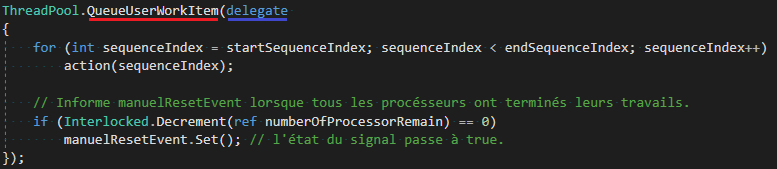 ThreadPool.QueueUserWorkItem(delegate
{
for (int sequenceIndex = startSequenceIndex; sequenceIndex < endSequenceIndex; sequenceIndex++)
action(sequenceIndex);
// Informe manuelResetEvent lorsque tous les procésseurs ont terminés leurs travails.
if (Interlocked.Decrement(ref numberOfProcessorRemain) == 0)
manuelResetEvent.Set(); // l'état du signal passe à true.
});